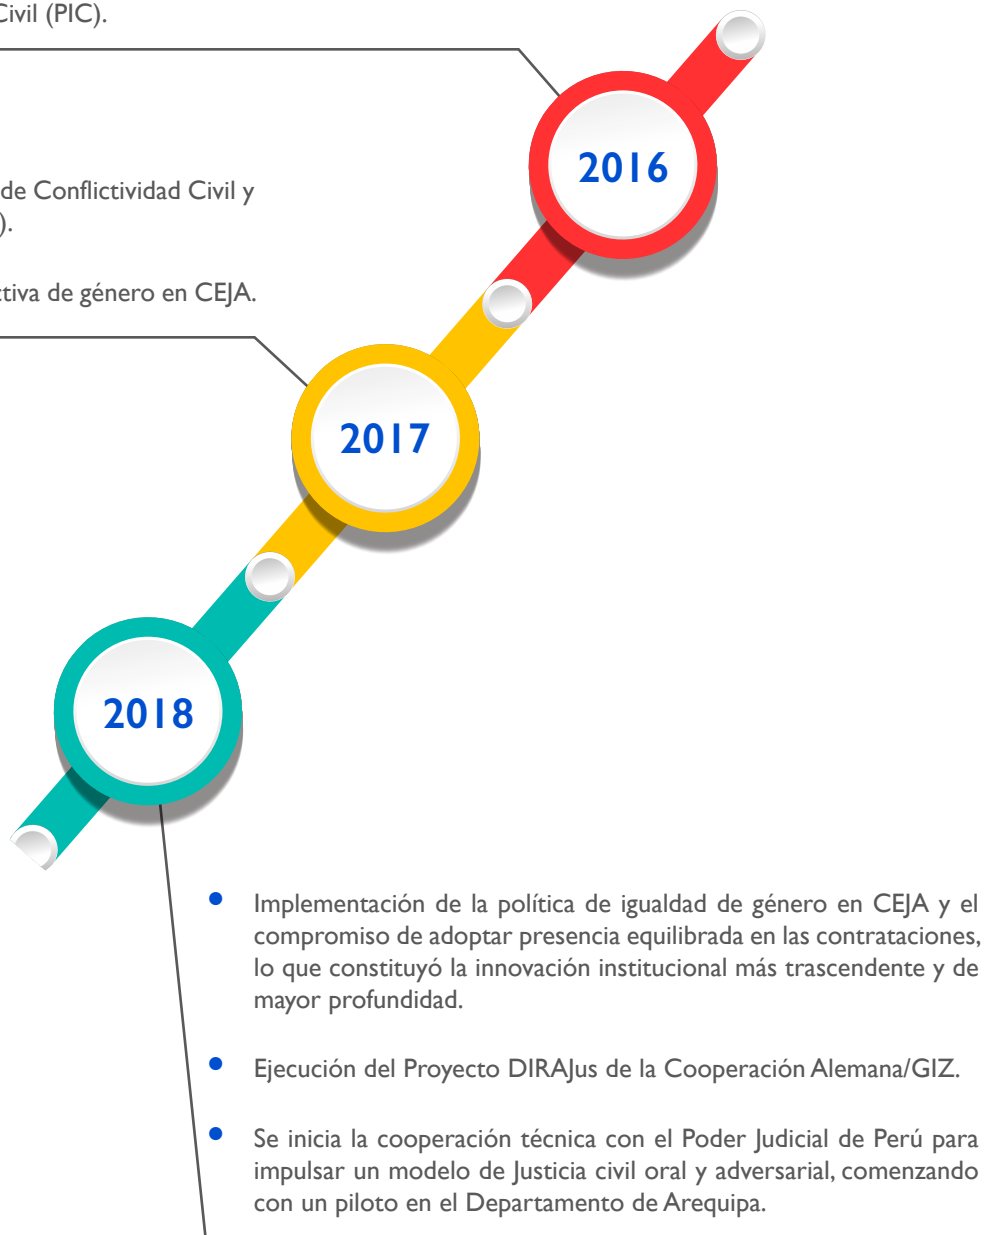 Civil (PIC).
2016
de Conflictividad Civil y
).
ctiva de género en CEJA.
2017
2018
• Implementación de la política de igualdad de género en CEJA y el
compromiso de adoptar presencia equilibrada en las contrataciones,
lo que constituyó la innovación institucional más trascendente y de
mayor profundidad.
• Ejecución del Proyecto DIRAJus de la Cooperación Alemana/GIZ.
• Se inicia la cooperación técnica con el Poder Judicial de Perú para
impulsar un modelo de Justicia civil oral y adversarial, comenzando
con un piloto en el Departamento de Arequipa.